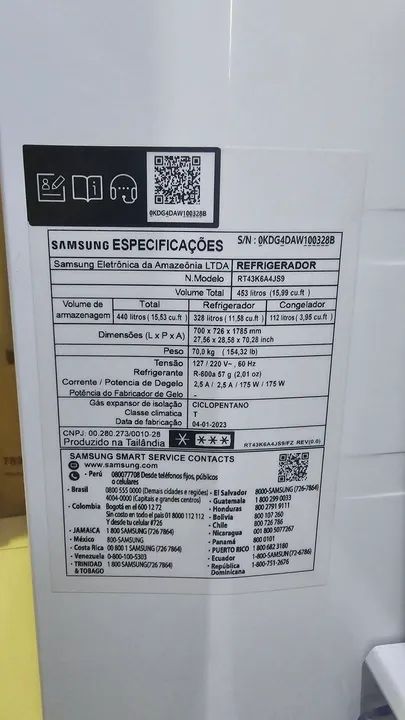 0KDG4DAW100328B
SAMSUNG ESPECIFICAÇÕES S/N : 0KDG4DAW100328B
Samsung Eletrônica da Amazeônia LTDA REFRIGERADOR
N.Modelo RT43K6A4JS9
Volume Total 453 litros (15,99 cu.ft )
Volume de armazenagem Total Refrigerador Congelador
440 litros ( 15,53 cu.ft ) 328 litros ( 11,58 cu.ft ) 112 litros ( 3,95 cu.ft )
Dimensões (L x P x A) 700 x 726 x 1785 mm
27,56 x 28,58 x 70,28 inch
Peso 70,0 kg ( 154,32 lb)
Tensão 127 / 220 V~ , 60 Hz
Refrigerante R-600a 57 g (2,01 oz)
Corrente / Potencia de Degelo 2,5 A / 2,5 A / 175 W / 175 W
Potência do Fabricador de Gelo -
Gás expansor de isolação CICLOPENTANO
Classe climatica T
Data de fabricação 04-01-2023
CNPJ: 00.280.273/0010-28
Produzido na Tailândia * *** RT43K6A4JS9/FZ REV(0.0)
SAMSUNG SMART SERVICE CONTACTS
www.samsung.com
• Perú 080077708 Desde teléfonos fijos, púbicos
o celulares
• Brasil 0800 555 0000 (Demais cidades e regiões)
4004-0000 (Capitais e grandes centros)
• Colombia Bogotá en el 600 12 72
Sin costo en todo el pais 01 8000 112 112
Y desde tu celular #726
• JAMAICA 1 800 SAMSUNG (726 7864)
• México 800-SAMSUNG
• Costa Rica 00 800 1 SAMSUNG (726 7864)
• Venezuela 0-800-100-5303
• TRINIDAD & TOBAGO 1 800 SAMSUNG (726 7864)
• El Salvador 8000-SAMSUNG (726-7864)
• Guatemala 1 800 299 0033
• Honduras 800 2791 9111
• Bolivia 800 107 260
• Chile 800 726 786
• Nicaragua 001 800 5077267
• Panamá 800 0101
• PUERTO RICO 1 800 682 3180
• Ecuador 1-800-SAMSUN (72-6786)
• República Dominicana 1-800-751-2676